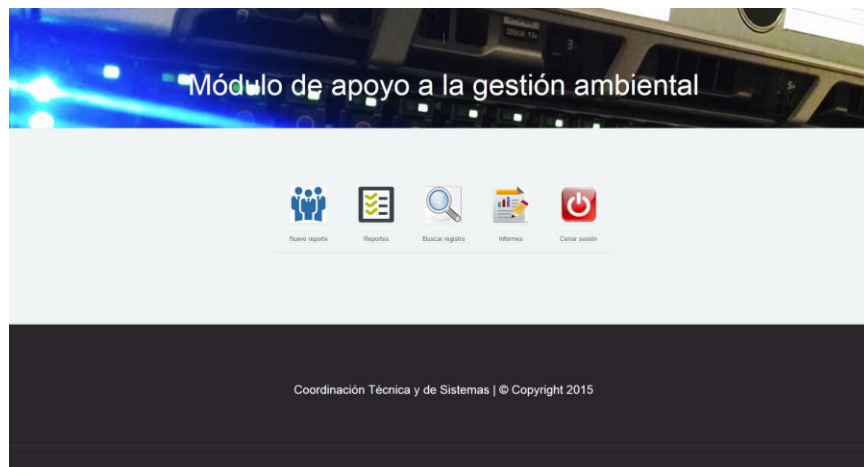 Módulo de apoyo a la gestión ambiental
Nuevo reporte
Reportes
Buscar registro
Informes
Cerrar sesión
Coordinación Técnica y de Sistemas | © Copyright 2015